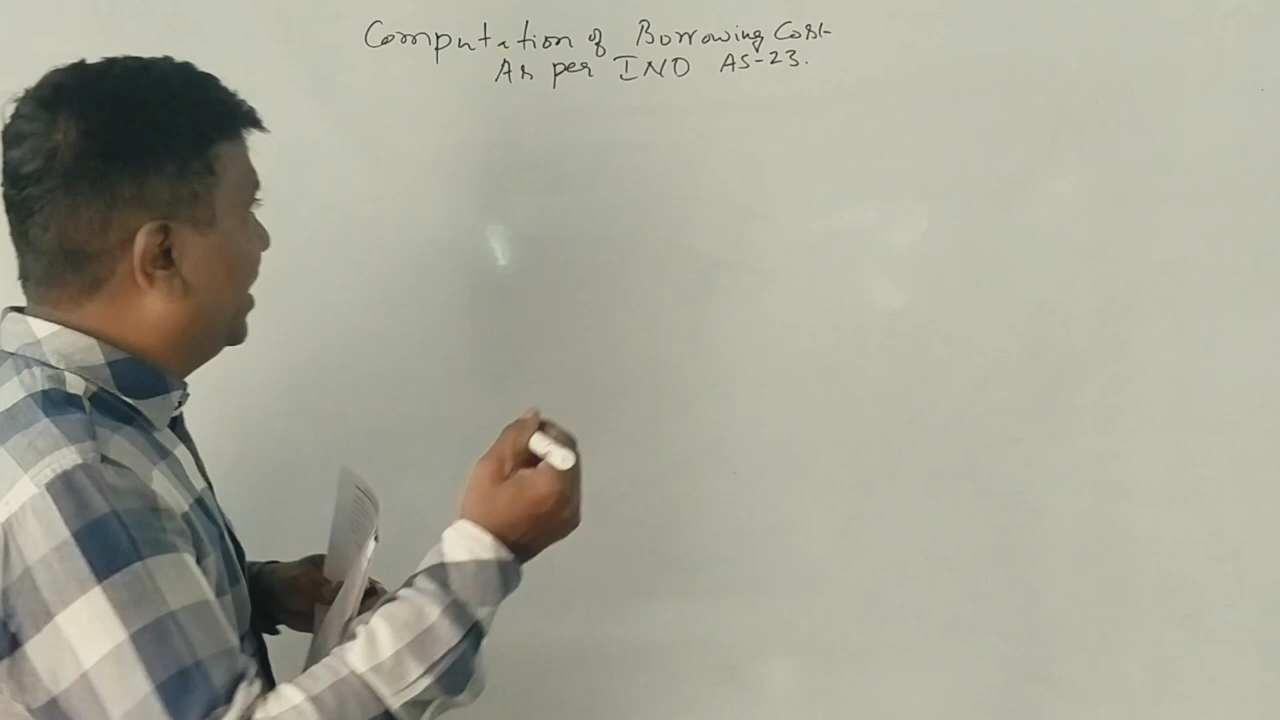 Computation of Borrowing Cost
As per IND AS-23.